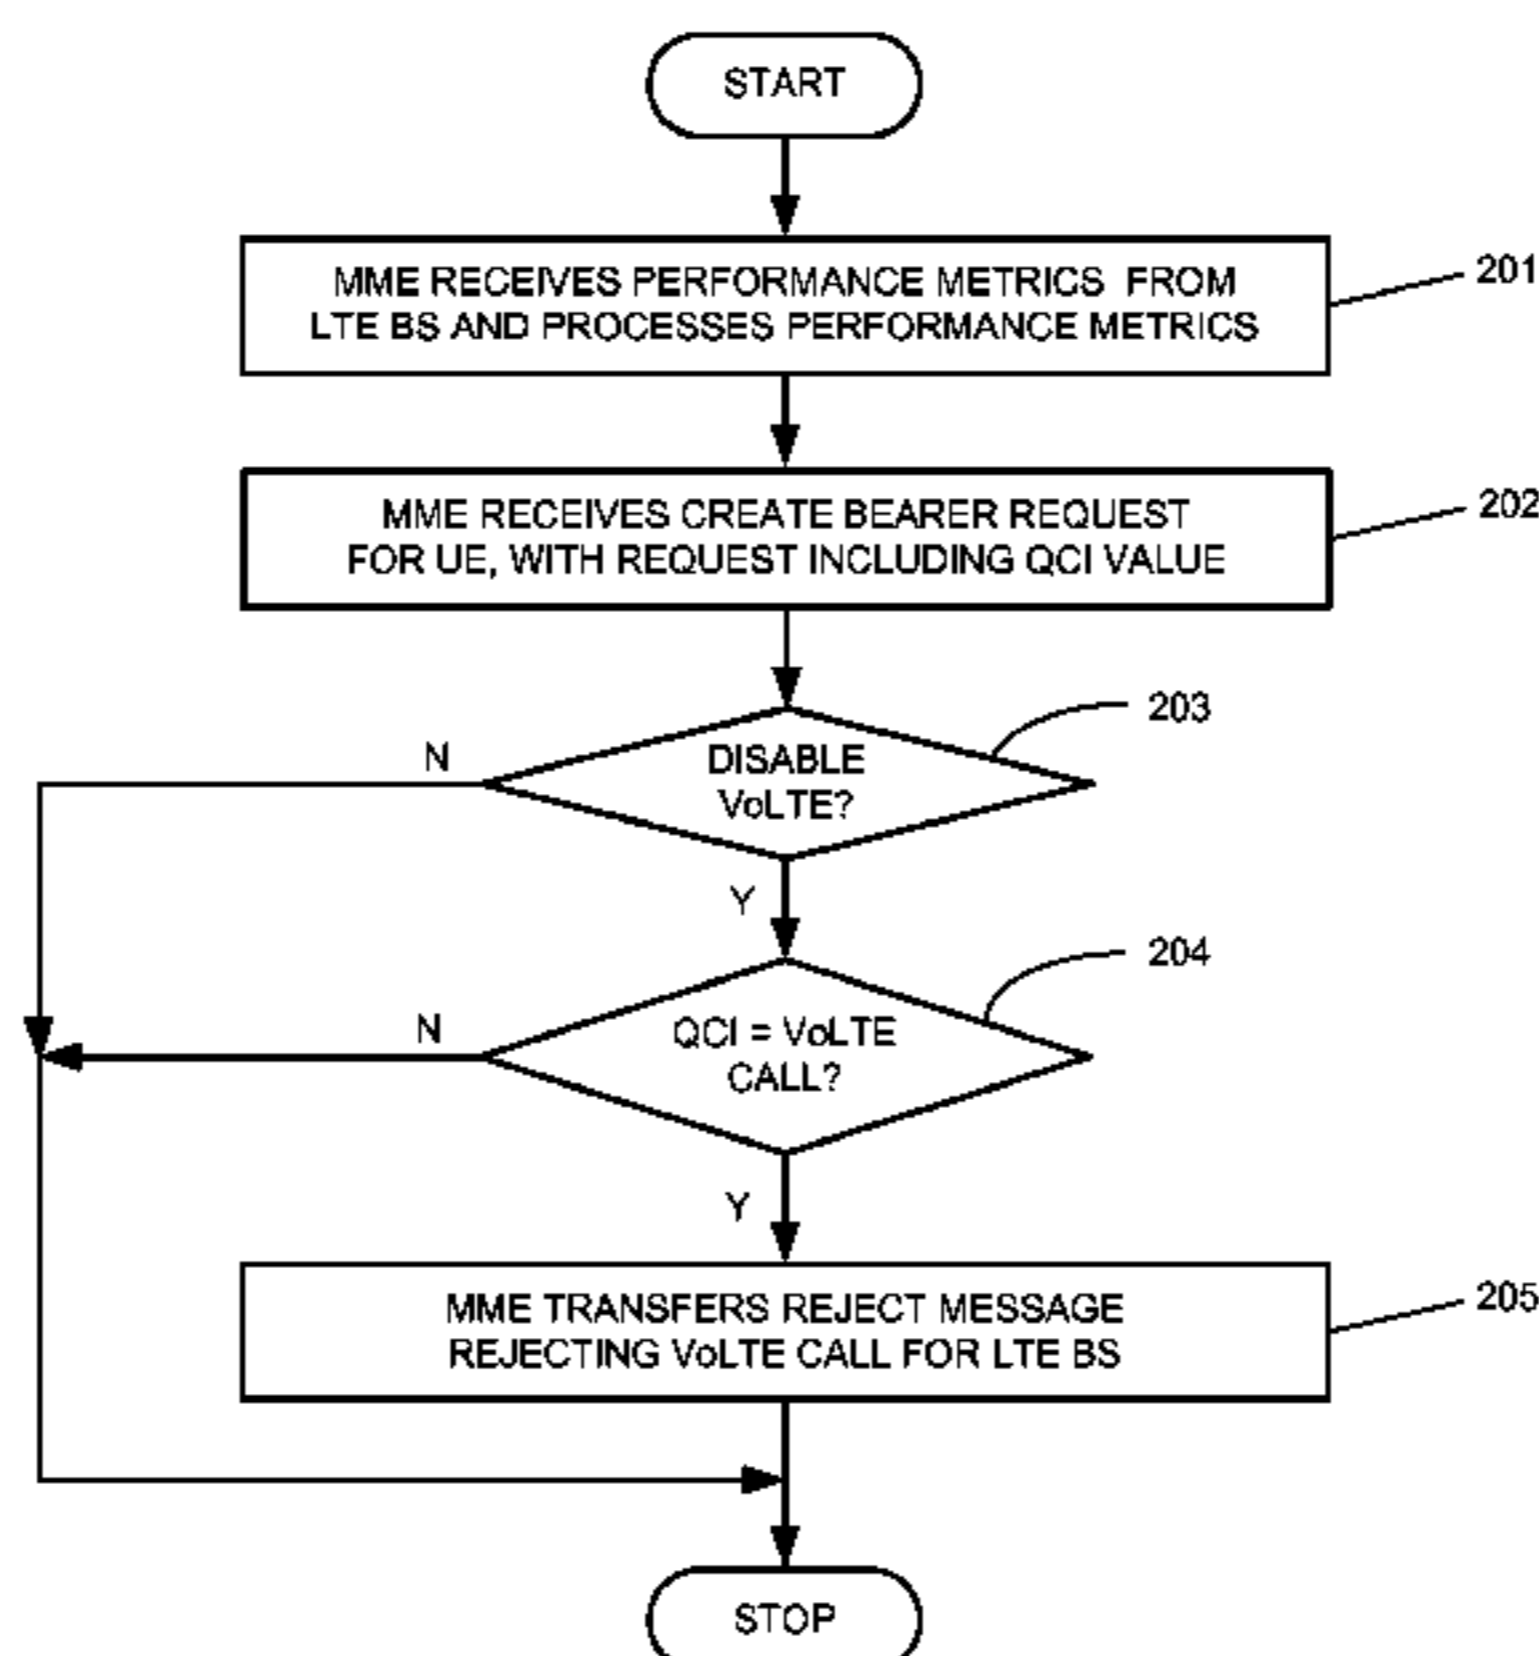 START
MME RECEIVES PERFORMANCE METRICS FROM
LTE BS AND PROCESSES PERFORMANCE METRICS
201
MME RECEIVES CREATE BEARER REQUEST
FOR UE, WITH REQUEST INCLUDING QCI VALUE
202
DISABLE
VoLTE?
203
N
Y
QCI = VoLTE
CALL?
204
N
Y
MME TRANSFERS REJECT MESSAGE
REJECTING VoLTE CALL FOR LTE BS
205
STOP